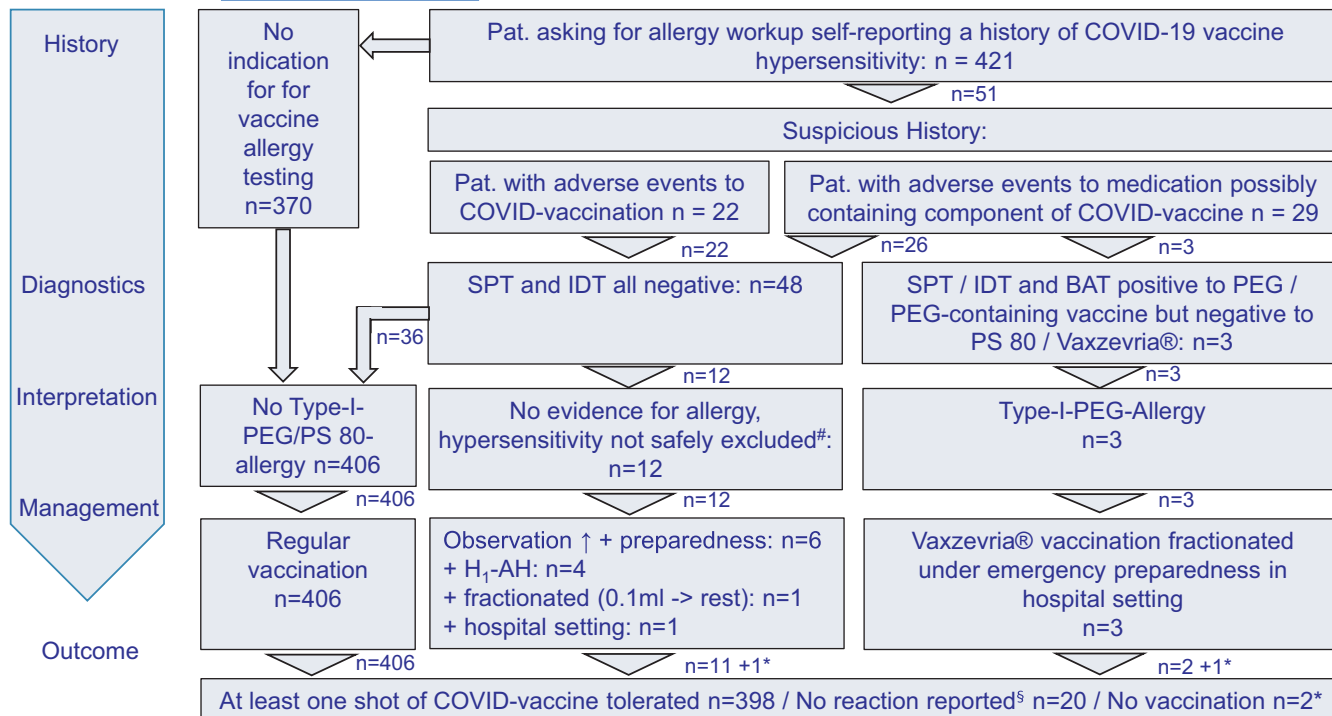 History
No
indication
for for
vaccine
allergy
testing
n=370
Pat. asking for allergy workup self-reporting a history of COVID-19 vaccine
hypersensitivity: n = 421
n=51
Suspicious History:
Pat. with adverse events to
COVID-vaccination n = 22
Pat. with adverse events to medication possibly
containing component of COVID-vaccine n = 29
n=22
n=26
n=3
Diagnostics
SPT and IDT all negative: n=48
SPT / IDT and BAT positive to PEG /
PEG-containing vaccine but negative to
PS 80 / Vaxzevria®: n=3
n=36
n=12
n=3
Interpretation
No Type-I-
PEG/PS 80-
allergy n=406
No evidence for allergy,
hypersensitivity not safely excluded#:
n=12
Type-I-PEG-Allergy
n=3
n=406
n=12
n=3
Management
Regular
vaccination
n=406
Observation ↑ + preparedness: n=6
+ H₁-AH: n=4
+ fractionated (0.1ml -> rest): n=1
+ hospital setting: n=1
Vaxzevria® vaccination fractionated
under emergency preparedness in
hospital setting
n=3
Outcome
n=406
n=11 +1*
n=2 +1*
At least one shot of COVID-vaccine tolerated n=398 / No reaction reported§ n=20 / No vaccination n=2*